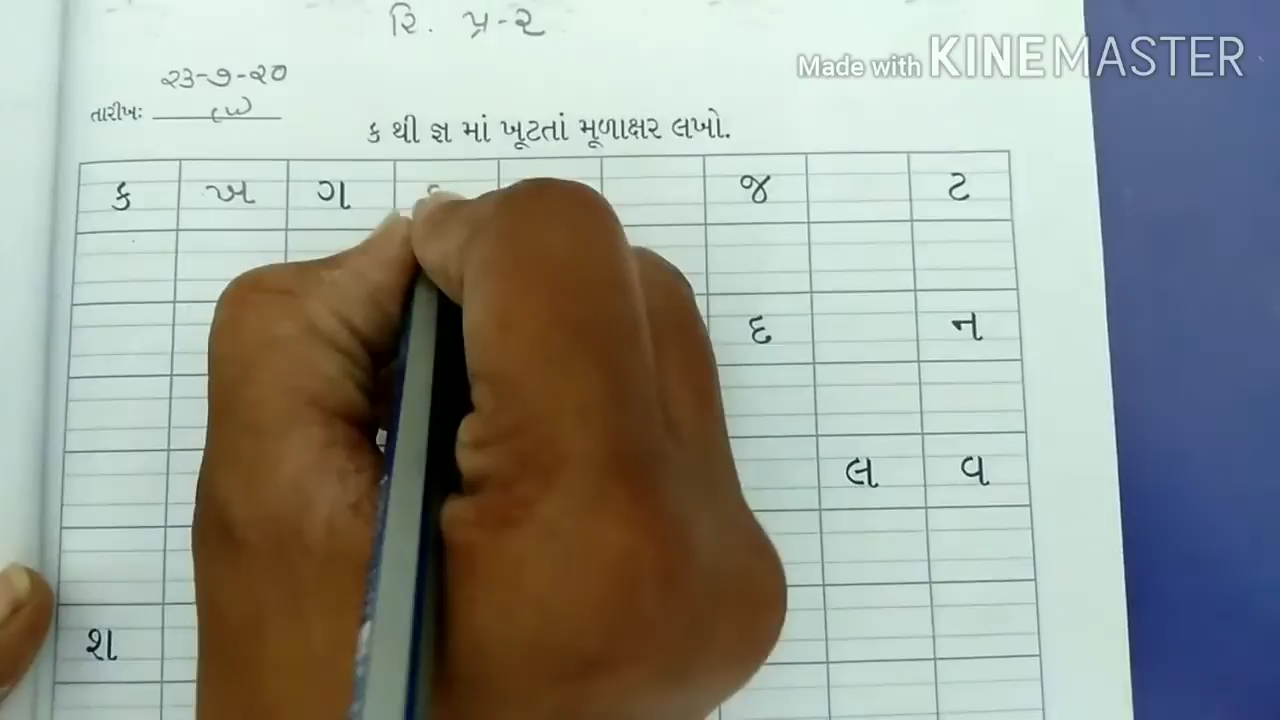 રિ. પ્ર-૨
Made with KINEMASTER
૨૩-૭-૨૦
તારીખઃ
ક થી જ્ઞ માં ખૂટતાં મૂળાક્ષર લખો.
ક ખ ગ જ ટ
દ ન
લ વ
શ